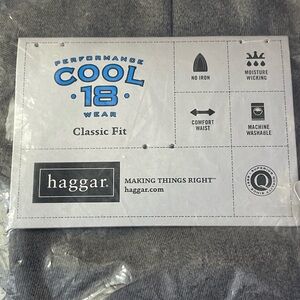 PERFORMANCE
COOL
18
WEAR
Classic Fit
NO IRON
MOISTURE
WICKING
COMFORT
WAIST
MACHINE
WASHABLE
haggar.
MAKING THINGS RIGHT™
haggar.com
Q